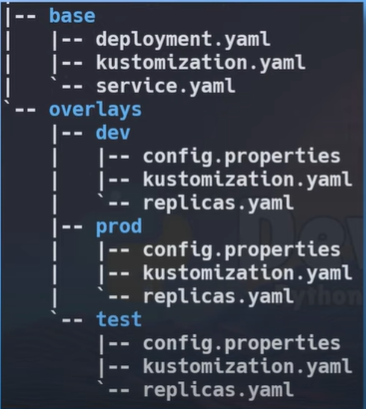 |-- base
|   |-- deployment.yaml
|   |-- kustomization.yaml
|   `-- service.yaml
`-- overlays
    |-- dev
    |   |-- config.properties
    |   |-- kustomization.yaml
    |   `-- replicas.yaml
    |-- prod
    |   |-- config.properties
    |   |-- kustomization.yaml
    |   `-- replicas.yaml
    `-- test
        |-- config.properties
        |-- kustomization.yaml
        `-- replicas.yaml